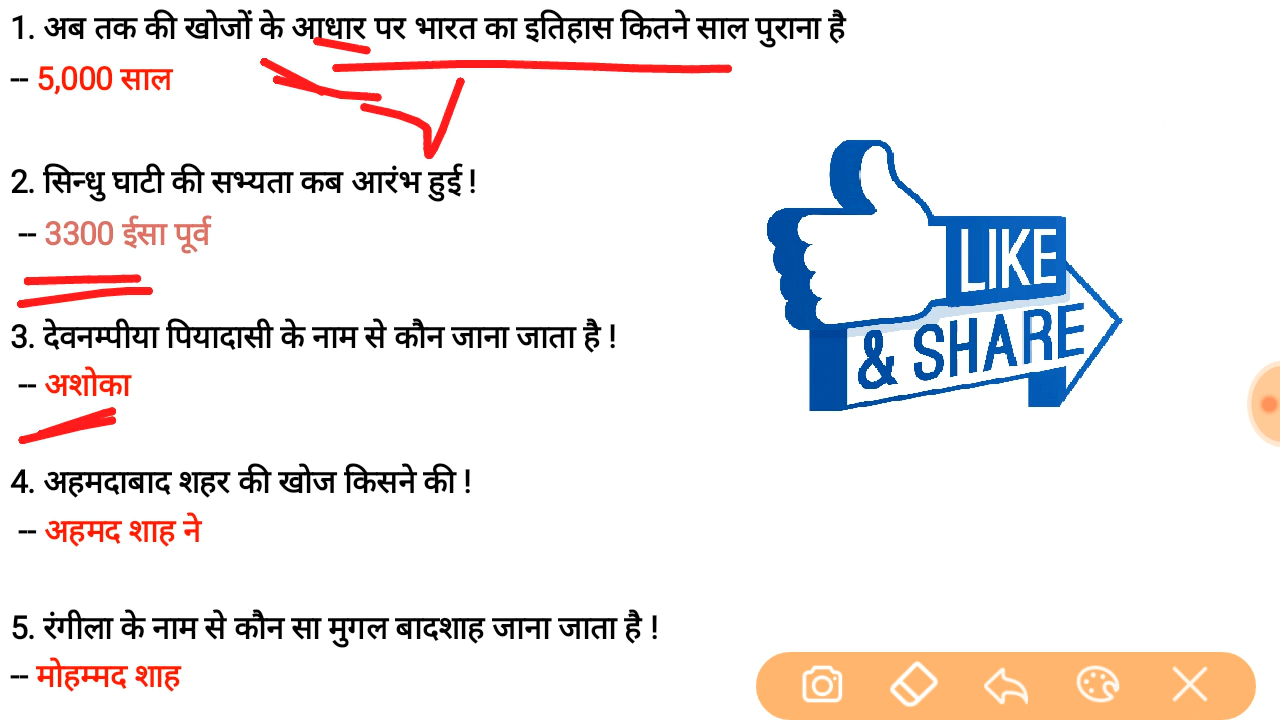 1. अब तक की खोजों के आधार पर भारत का इतिहास कितने साल पुराना है
-- 5,000 साल
2. सिन्धु घाटी की सभ्यता कब आरंभ हुई !
-- 3300 ईसा पूर्व
3. देवनम्पीया पियादासी के नाम से कौन जाना जाता है !
-- अशोका
4. अहमदाबाद शहर की खोज किसने की !
-- अहमद शाह ने
5. रंगीला के नाम से कौन सा मुगल बादशाह जाना जाता है !
-- मोहम्मद शाह
LIKE
& SHARE